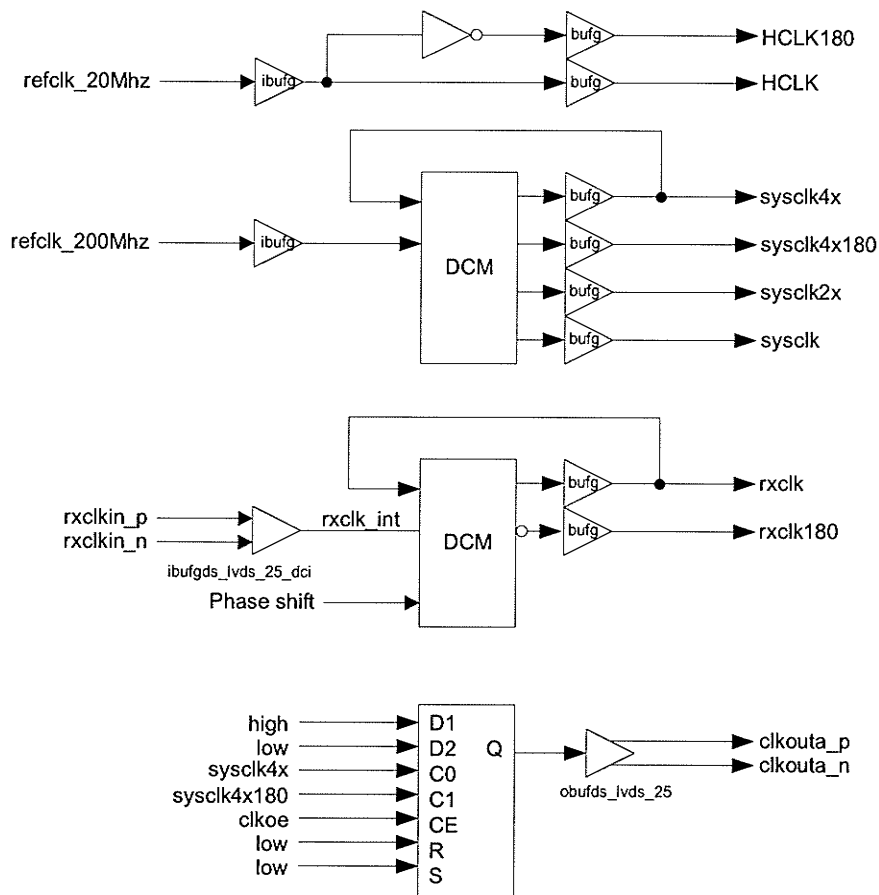 bufg
HCLK180
refclk_20Mhz
ibufg
bufg
HCLK
bufg
sysclk4x
refclk_200Mhz
ibufg
bufg
sysclk4x180
DCM
bufg
sysclk2x
bufg
sysclk
bufg
rxclk
rxclkin_p
rxclkin_n
rxclk_int
ibufgds_lvds_25_dci
DCM
bufg
rxclk180
Phase shift
high
D1
low
D2
Q
clkouta_p
sysclk4x
C0
clkouta_n
sysclk4x180
C1
obufds_lvds_25
clkoe
CE
low
R
low
S